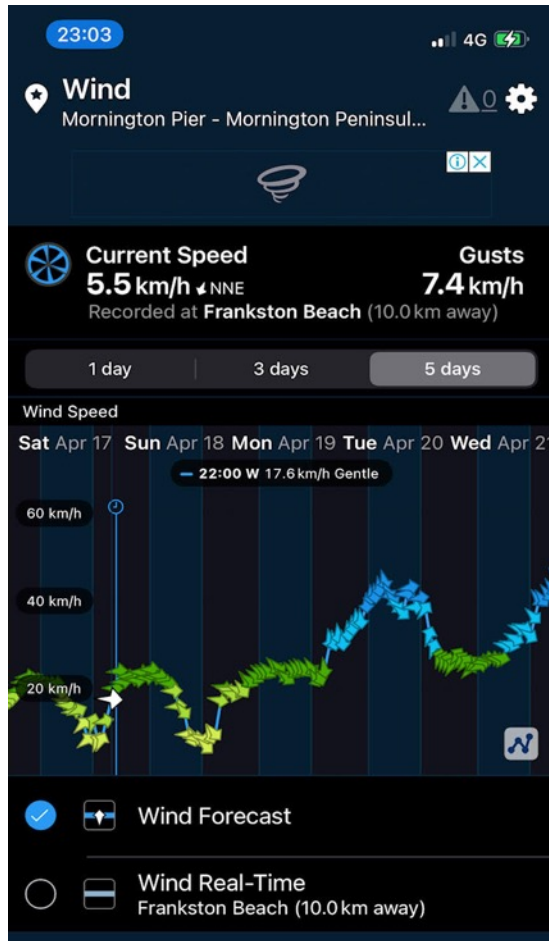 23:03
4G
Wind
0
Mornington Pier - Mornington Peninsul...
Current Speed
Gusts
5.5 km/h NNE
7.4 km/h
Recorded at Frankston Beach (10.0 km away)
1 day
3 days
5 days
Wind Speed
Sat Apr 17 Sun Apr 18 Mon Apr 19 Tue Apr 20 Wed Apr 2
22:00 W 17.6 km/h Gentle
60 km/h
40 km/h
20 km/h
Wind Forecast
Wind Real-Time
Frankston Beach (10.0 km away)